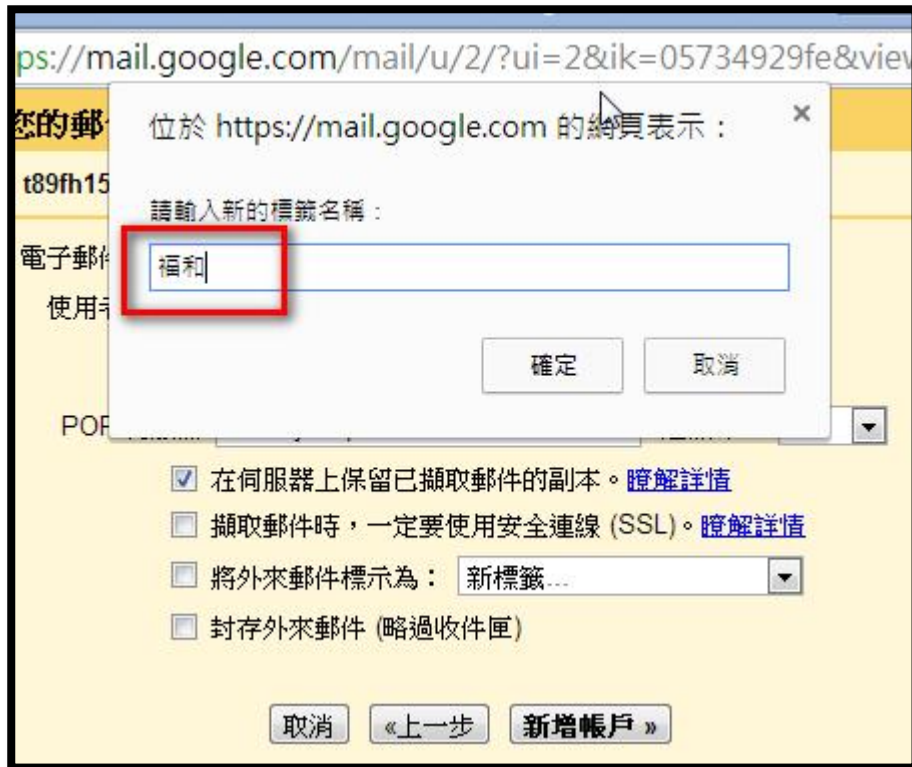 ps://mail.google.com/mail/u/2/?ui=2&ik=05734929fe&view
您的郵
位於 https://mail.google.com 的網頁表示：
t89fh15
請輸入新的標籤名稱：
電子郵件
福和
使用者
確定 取消
POP
在伺服器上保留已擷取郵件的副本。瞭解詳情
擷取郵件時，一定要使用安全連線 (SSL)。瞭解詳情
將外來郵件標示為： 新標籤...
封存外來郵件 (略過收件匣)
取消 «上一步 新增帳戶 »